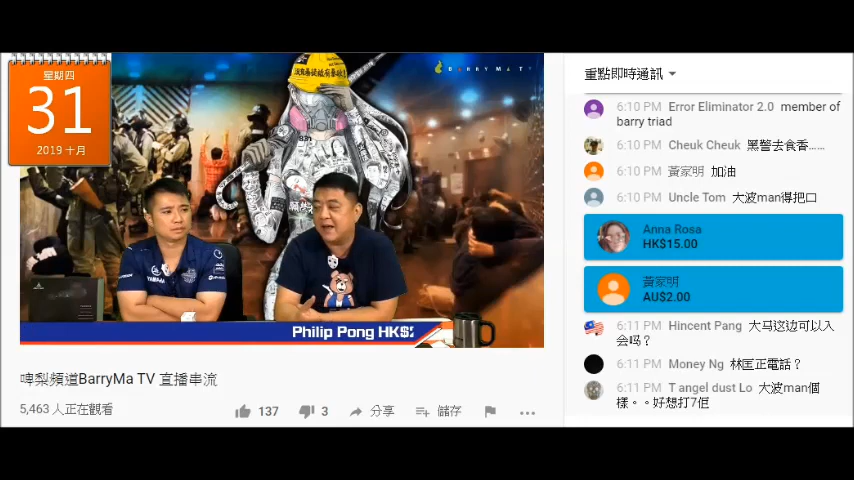 星期四
31
2019 十月
BARRYMATV
831
Philip Pong HK$2
啤梨頻道BarryMa TV 直播串流
5,463 人正在觀看
137
3
分享
儲存
重點即時通訊
6:10 PM Error Eliminator 2.0 member of
barry triad
6:10 PM Cheuk Cheuk 黑警去食香……
6:10 PM 黃家明 加油
6:10 PM Uncle Tom 大波man得把口
Anna Rosa
HK$15.00
黃家明
AU$2.00
6:11 PM Hincent Pang 大马这边可以入
会吗？
6:11 PM Money Ng 林匡正電話？
6:11 PM T angel dust Lo 大波man個
樣。。好想打7佢